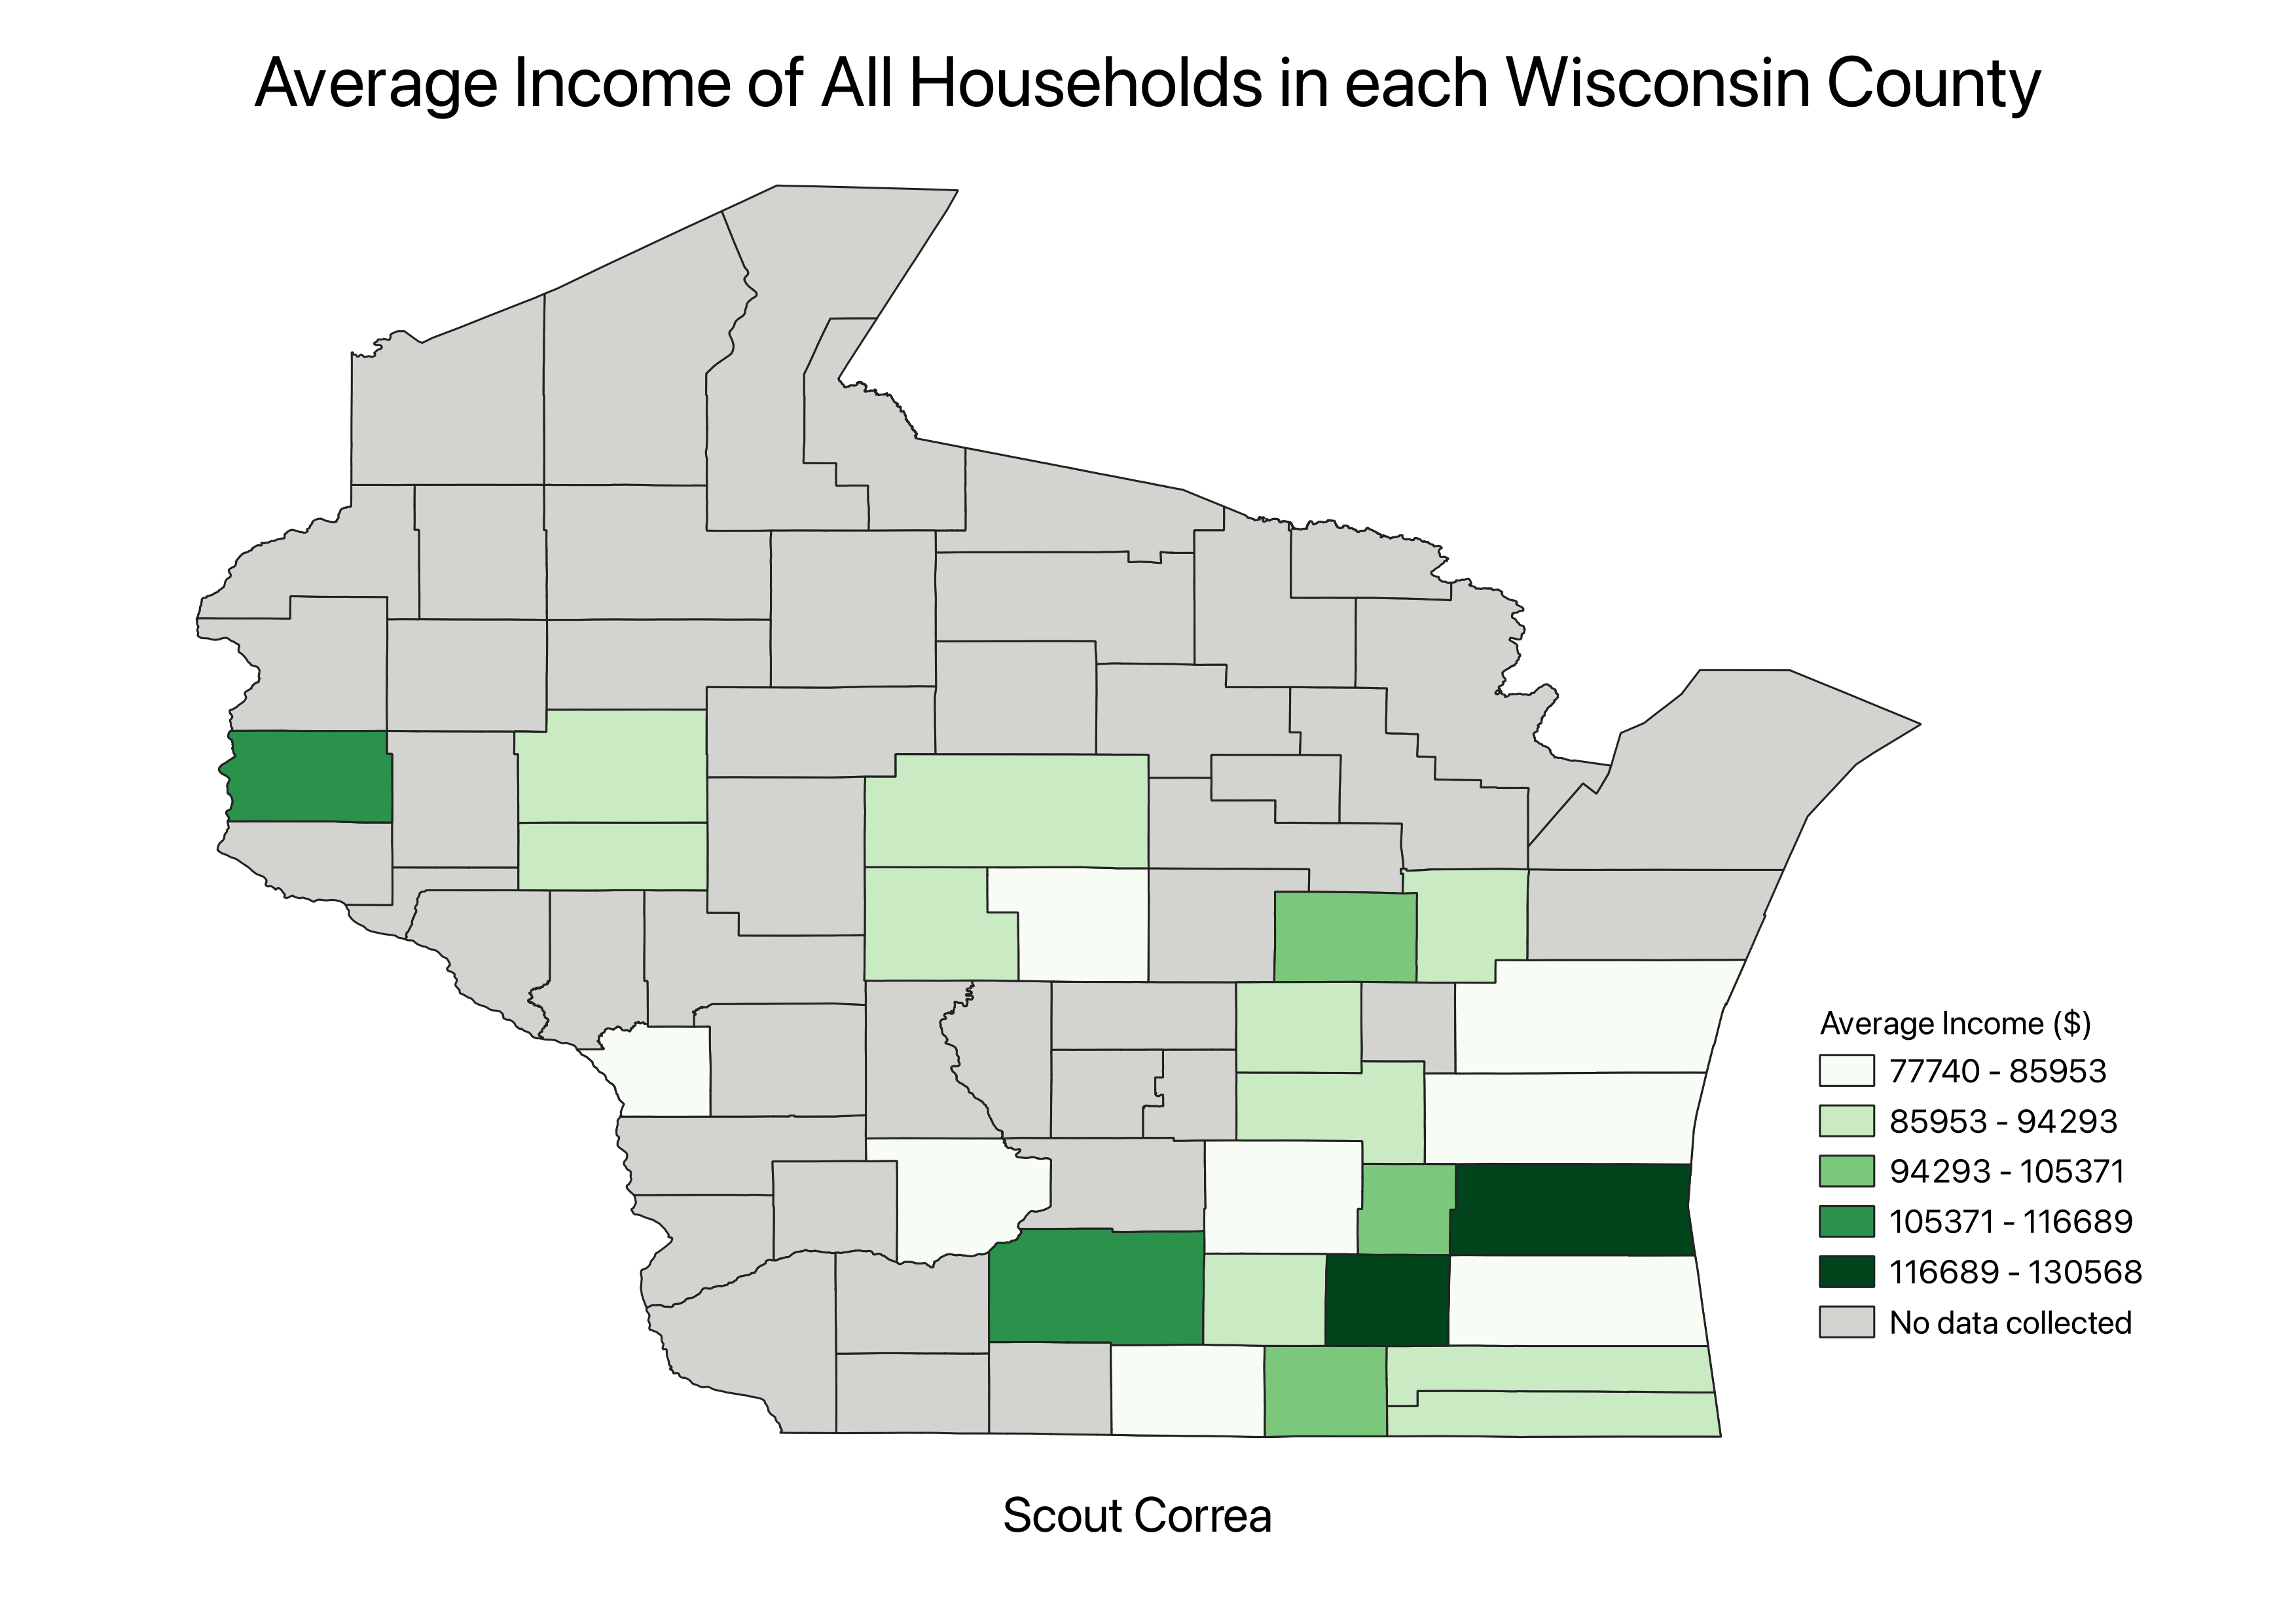 Average Income of All Households in each Wisconsin County
Average Income ($)
77740 - 85953
85953 - 94293
94293 - 105371
105371 - 116689
116689 - 130568
No data collected
Scout Correa